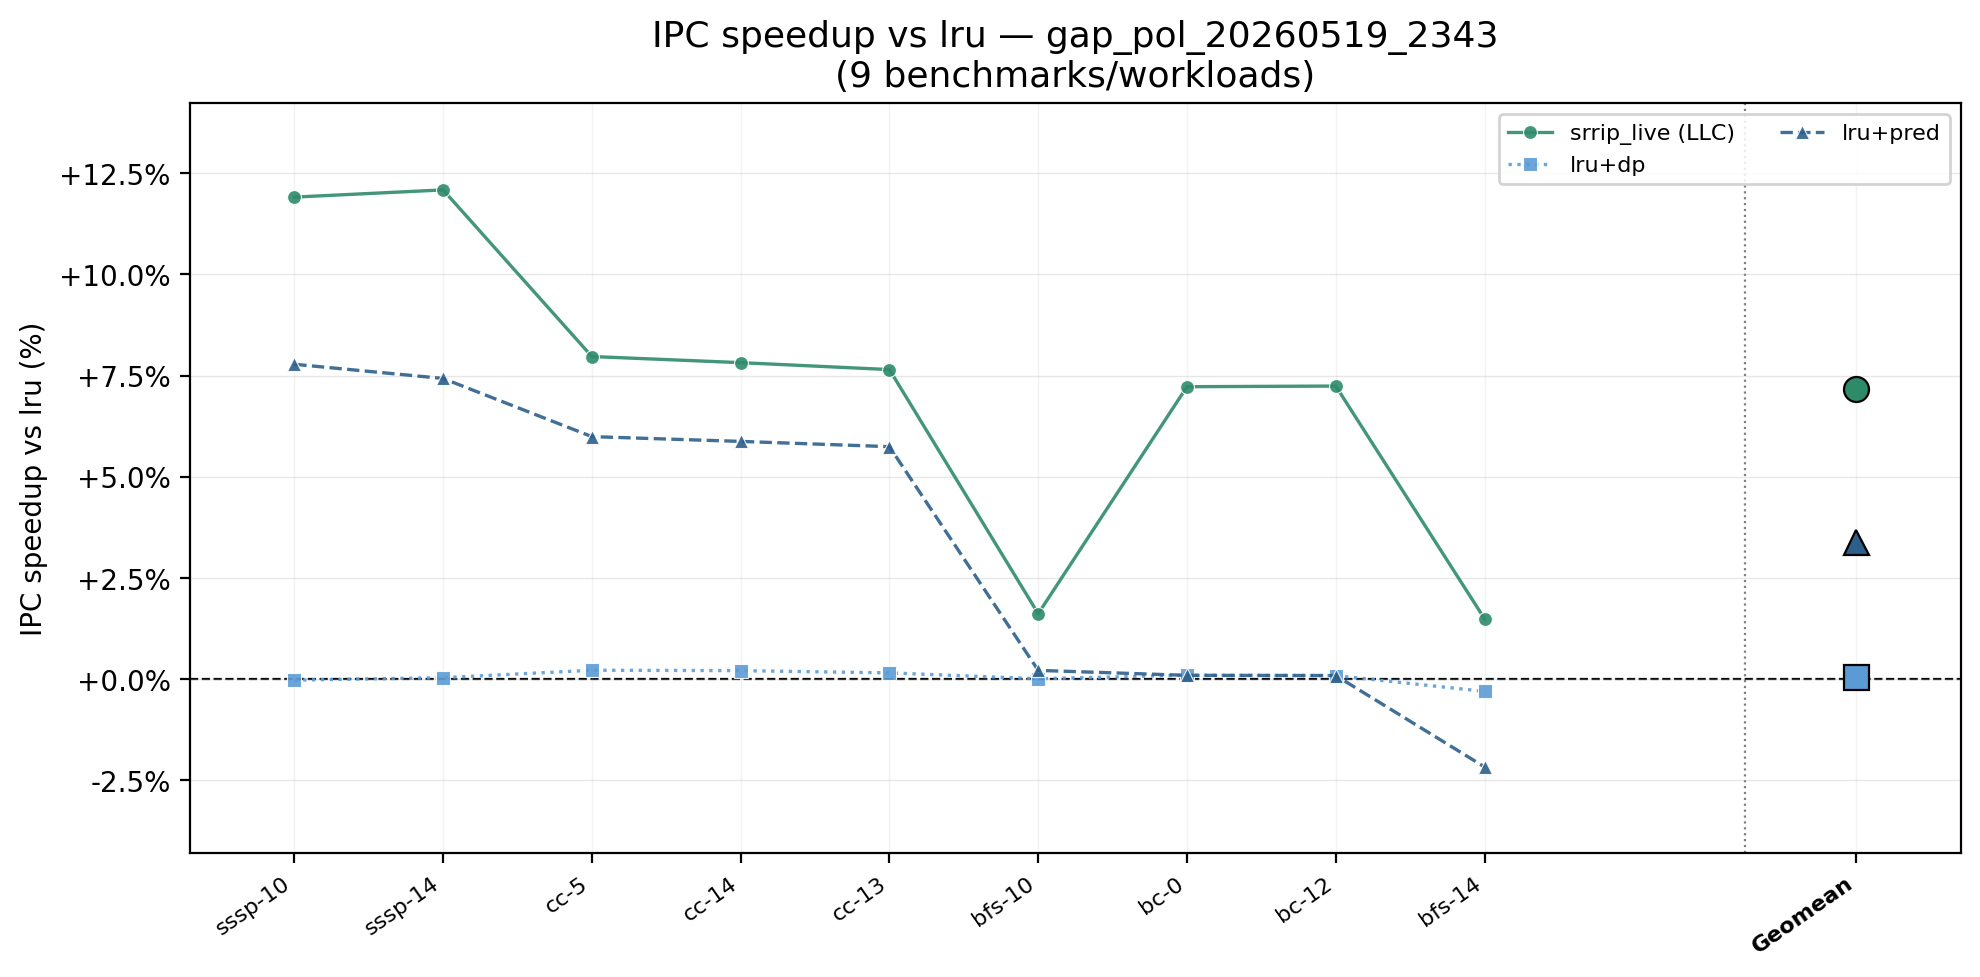 IPC speedup vs lru — gap_pol_20260519_2343
(9 benchmarks/workloads)
srrip_live (LLC)
lru+dp
lru+pred
IPC speedup vs lru (%)
+12.5%
+10.0%
+7.5%
+5.0%
+2.5%
+0.0%
-2.5%
sssp-10
sssp-14
cc-5
cc-14
cc-13
bfs-10
bc-0
bc-12
bfs-14
Geomean